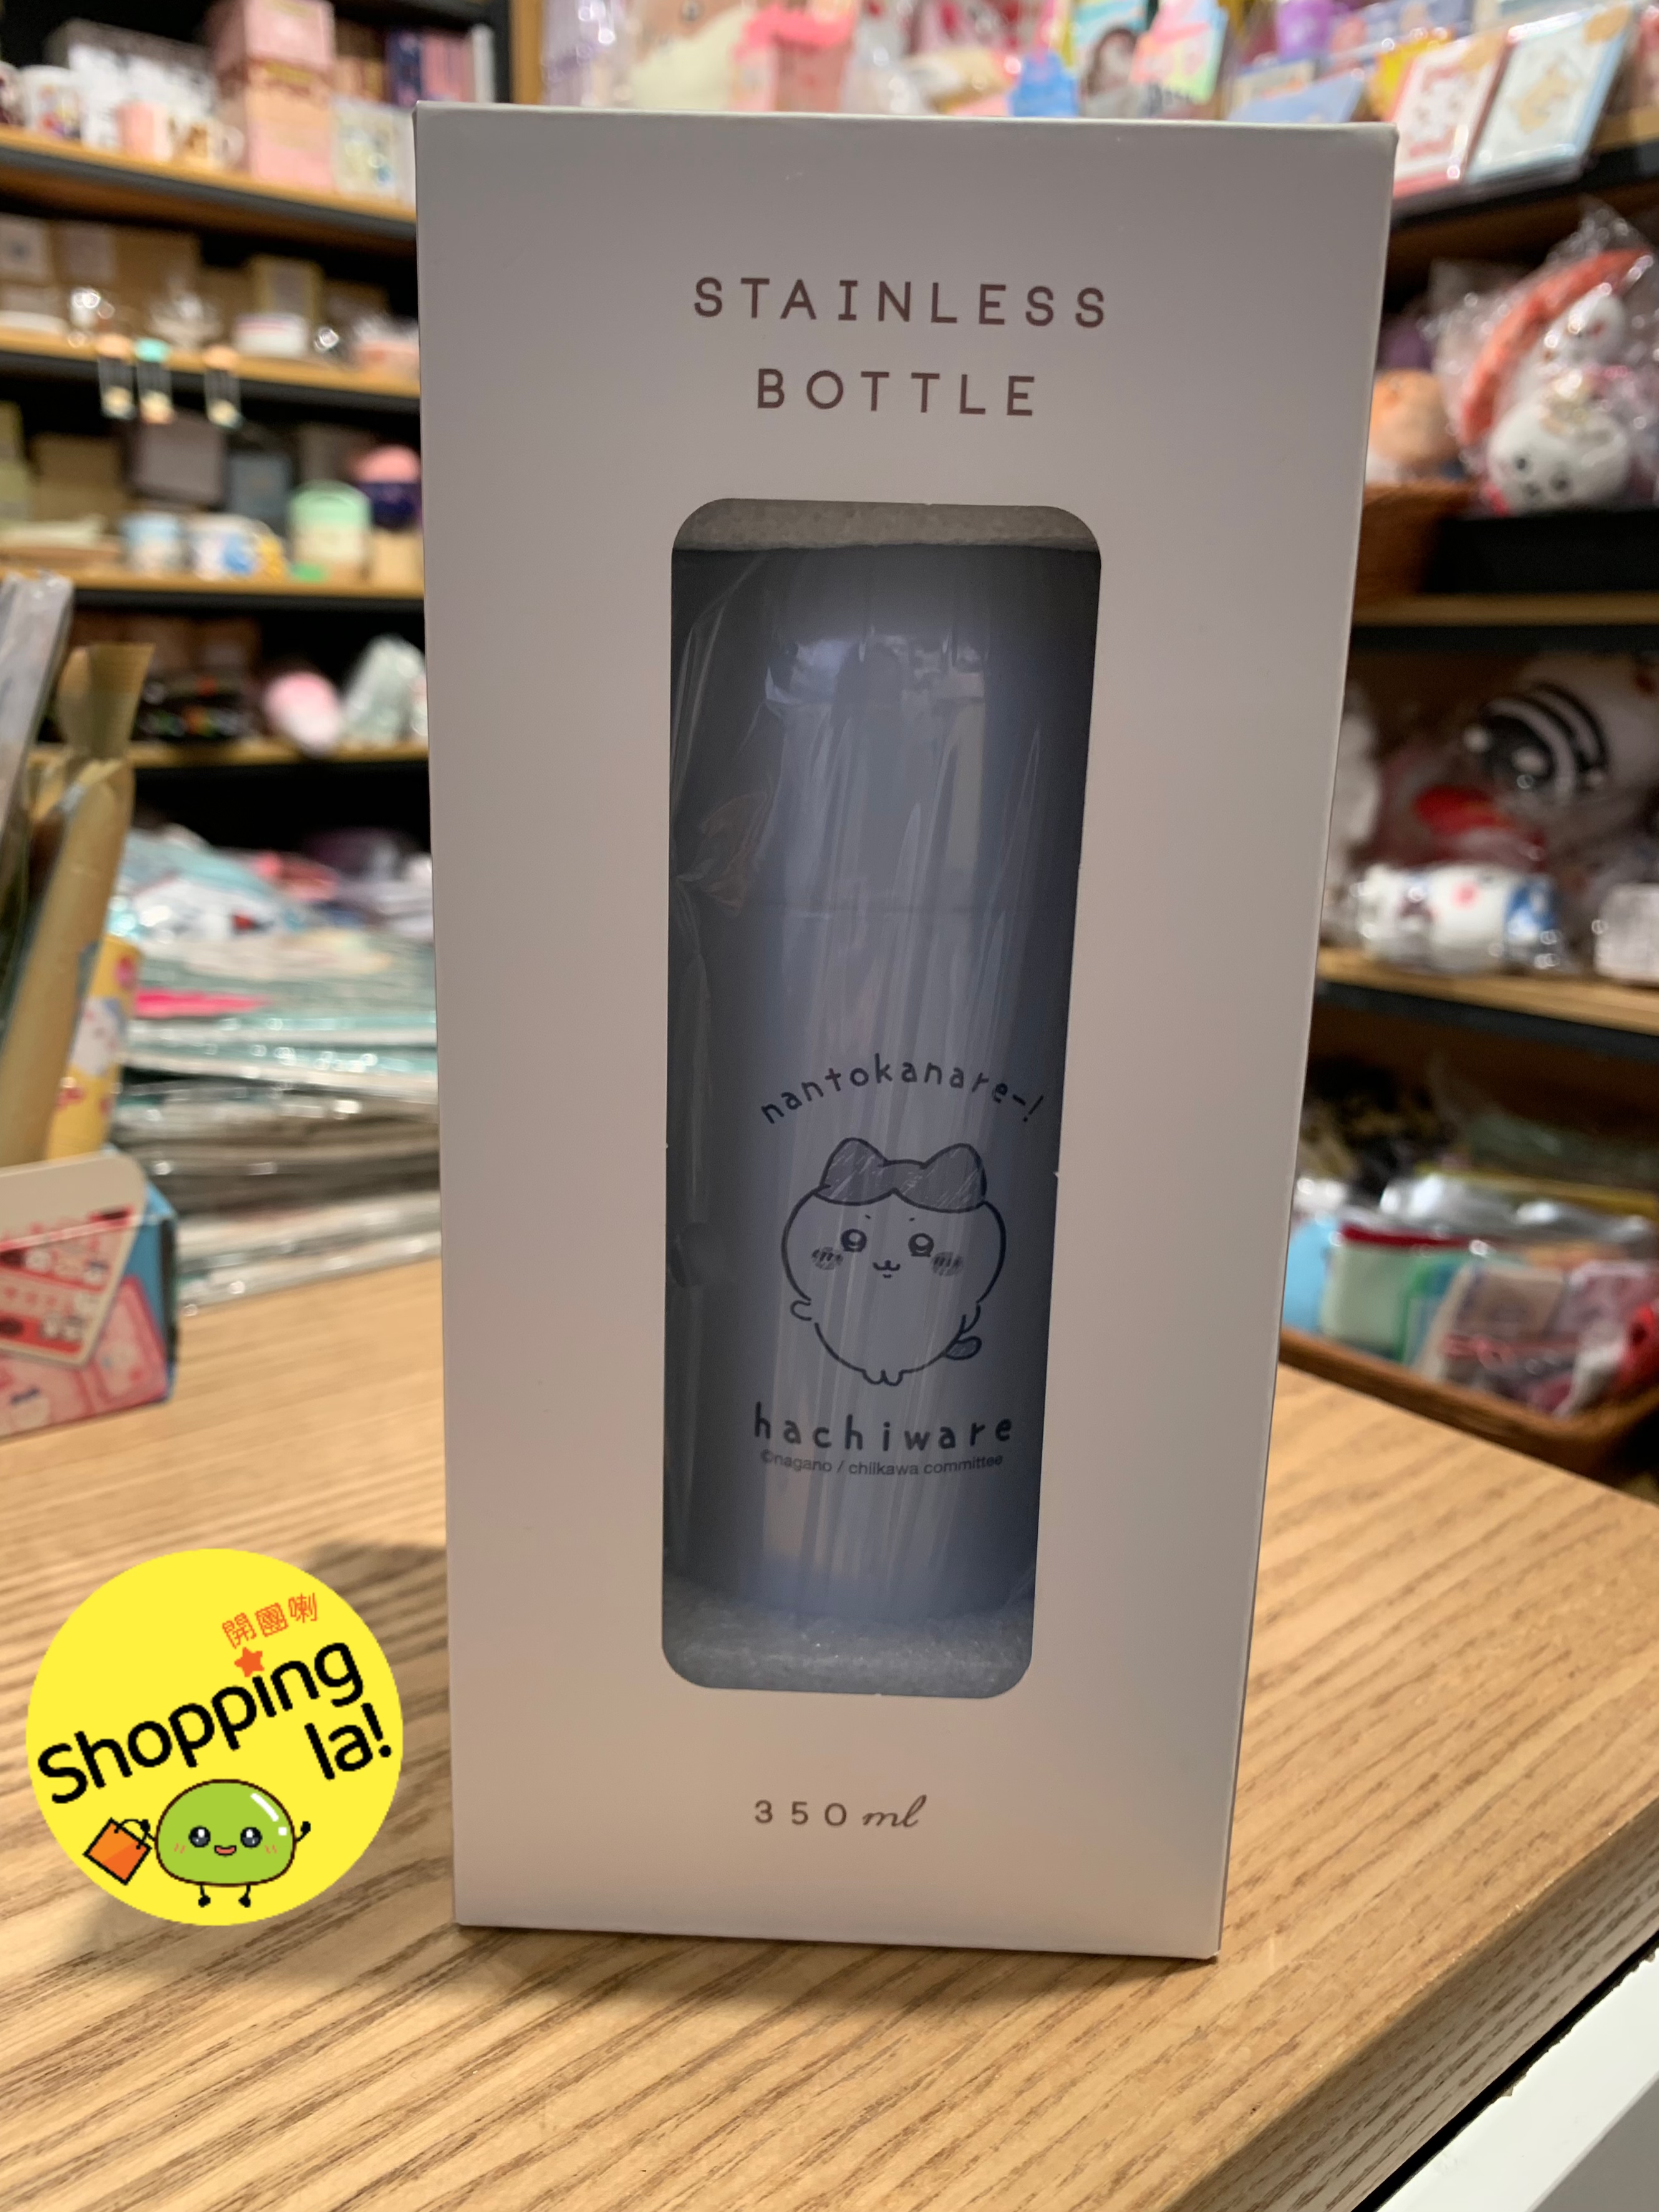 STAINLESS
BOTTLE
nantokanare-!
hachiware
©nagano / chiikawa committee
350ml
開團喇
Shopping
la!